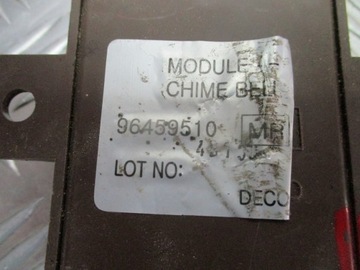 MODULE
CHIME BELL
96459510 MR
LOT NO:
DECO